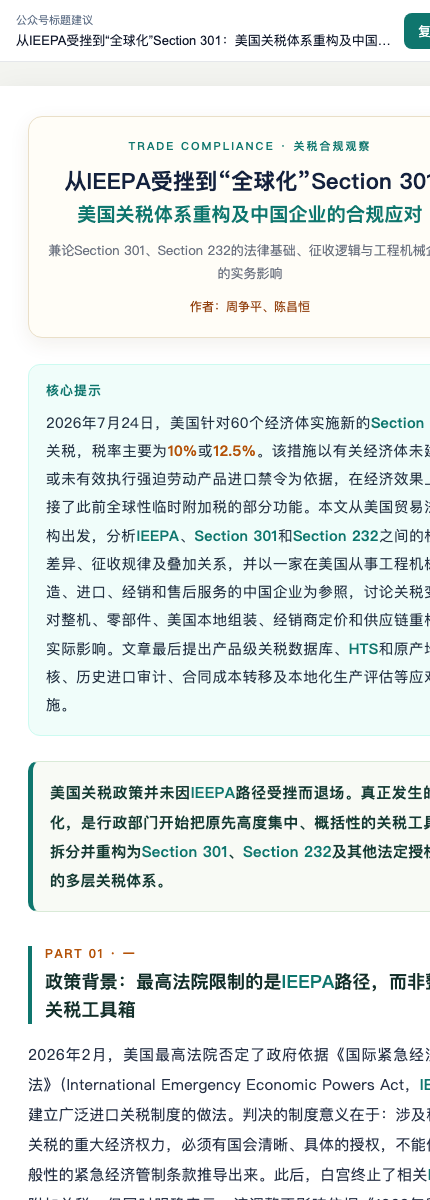 公众号标题建议
从IEEPA受挫到“全球化”Section 301：美国关税体系重构及中国…
复
TRADE COMPLIANCE · 关税合规观察
从IEEPA受挫到“全球化”Section 301
美国关税体系重构及中国企业的合规应对
兼论Section 301、Section 232的法律基础、征收逻辑与工程机械企
的实务影响
作者：周争平、陈昌恒
核心提示
2026年7月24日，美国针对60个经济体实施新的Section
关税，税率主要为10%或12.5%。该措施以有关经济体未建
或未有效执行强迫劳动产品进口禁令为依据，在经济效果上
接了此前全球性临时附加税的部分功能。本文从美国贸易法
构出发，分析IEEPA、Section 301和Section 232之间的权
差异、征收规律及叠加关系，并以一家在美国从事工程机械
造、进口、经销和售后服务的中国企业为参照，讨论关税变
对整机、零部件、美国本地组装、经销商定价和供应链重构
实际影响。文章最后提出产品级关税数据库、HTS和原产地
核、历史进口审计、合同成本转移及本地化生产评估等应对
施。
美国关税政策并未因IEEPA路径受挫而退场。真正发生的
化，是行政部门开始把原先高度集中、概括性的关税工具
拆分并重构为Section 301、Section 232及其他法定授权
的多层关税体系。
PART 01 · 一
政策背景：最高法院限制的是IEEPA路径，而非整
关税工具箱
2026年2月，美国最高法院否定了政府依据《国际紧急经济
法》（International Emergency Economic Powers Act，IE
建立广泛进口关税制度的做法。判决的制度意义在于：涉及征
关税的重大经济权力，必须有国会清晰、具体的授权，不能仅
般性的紧急经济管制条款推导出来。此后，白宫终止了相关I